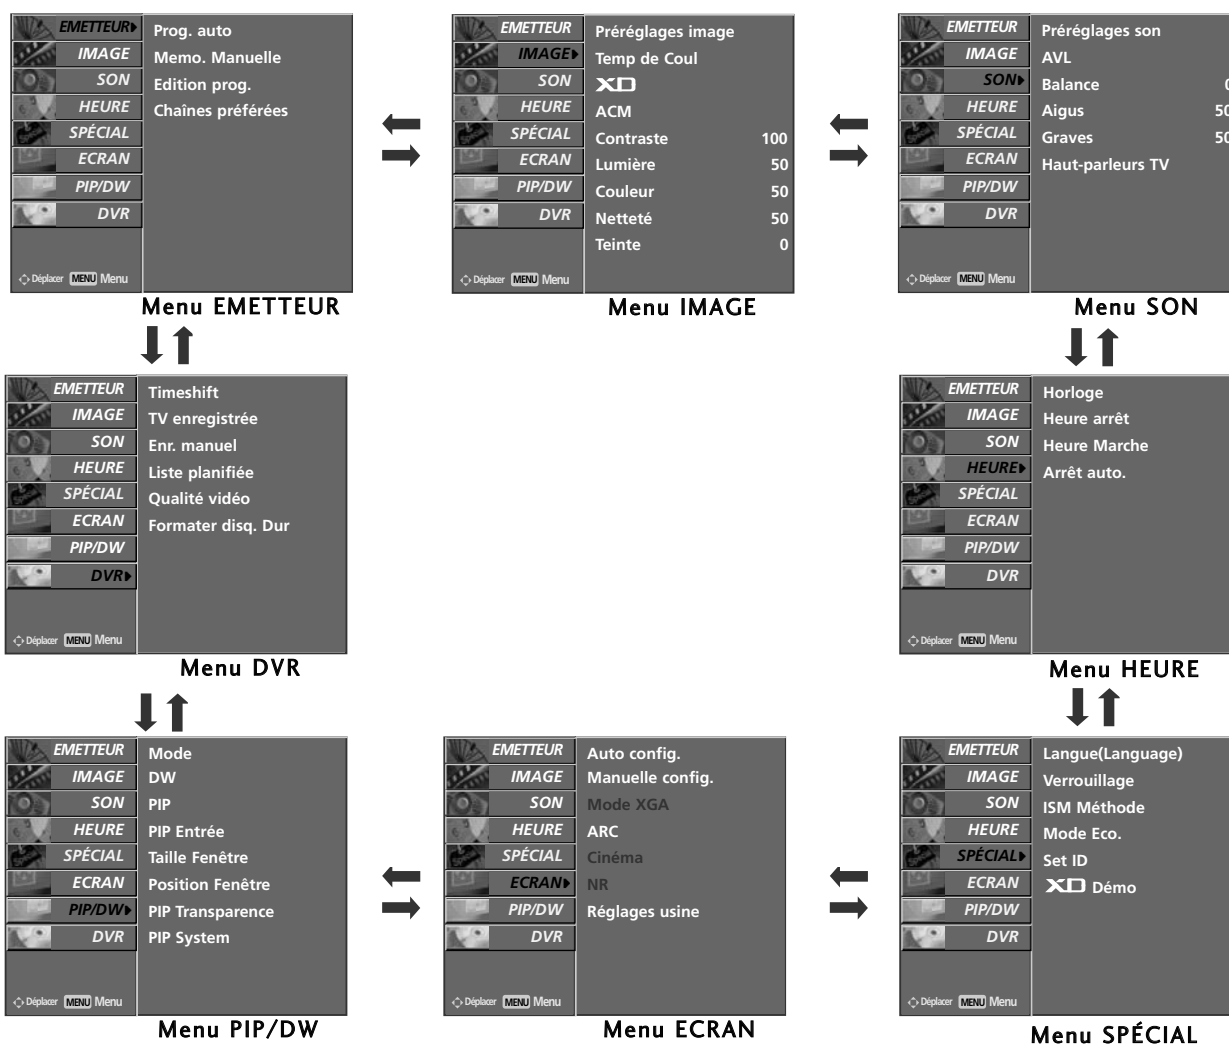 EMETTEUR
IMAGE
SON
HEURE
SPÉCIAL
ECRAN
PIP/DW
DVR
Déplacer MENU Menu
Prog. auto
Memo. Manuelle
Edition prog.
Chaînes préférées
Menu EMETTEUR
EMETTEUR
IMAGE
SON
HEURE
SPÉCIAL
ECRAN
PIP/DW
DVR
Déplacer MENU Menu
Préréglages image
Temp de Coul
XD
ACM
Contraste 100
Lumière 50
Couleur 50
Netteté 50
Teinte 0
Menu IMAGE
EMETTEUR
IMAGE
SON
HEURE
SPÉCIAL
ECRAN
PIP/DW
DVR
Déplacer MENU Menu
Préréglages son
AVL
Balance 0
Aigus 50
Graves 50
Haut-parleurs TV
Menu SON
EMETTEUR
IMAGE
SON
HEURE
SPÉCIAL
ECRAN
PIP/DW
DVR
Déplacer MENU Menu
Timeshift
TV enregistrée
Enr. manuel
Liste planifiée
Qualité vidéo
Formater disq. Dur
Menu DVR
EMETTEUR
IMAGE
SON
HEURE
SPÉCIAL
ECRAN
PIP/DW
DVR
Déplacer MENU Menu
Horloge
Heure arrêt
Heure Marche
Arrêt auto.
Menu HEURE
EMETTEUR
IMAGE
SON
HEURE
SPÉCIAL
ECRAN
PIP/DW
DVR
Déplacer MENU Menu
Mode
DW
PIP
PIP Entrée
Taille Fenêtre
Position Fenêtre
PIP Transparence
PIP System
Menu PIP/DW
EMETTEUR
IMAGE
SON
HEURE
SPÉCIAL
ECRAN
PIP/DW
DVR
Déplacer MENU Menu
Auto config.
Manuelle config.
Mode XGA
ARC
Cinéma
NR
Réglages usine
Menu ECRAN
EMETTEUR
IMAGE
SON
HEURE
SPÉCIAL
ECRAN
PIP/DW
DVR
Déplacer MENU Menu
Langue(Language)
Verrouillage
ISM Méthode
Mode Eco.
Set ID
XD Démo
Menu SPÉCIAL